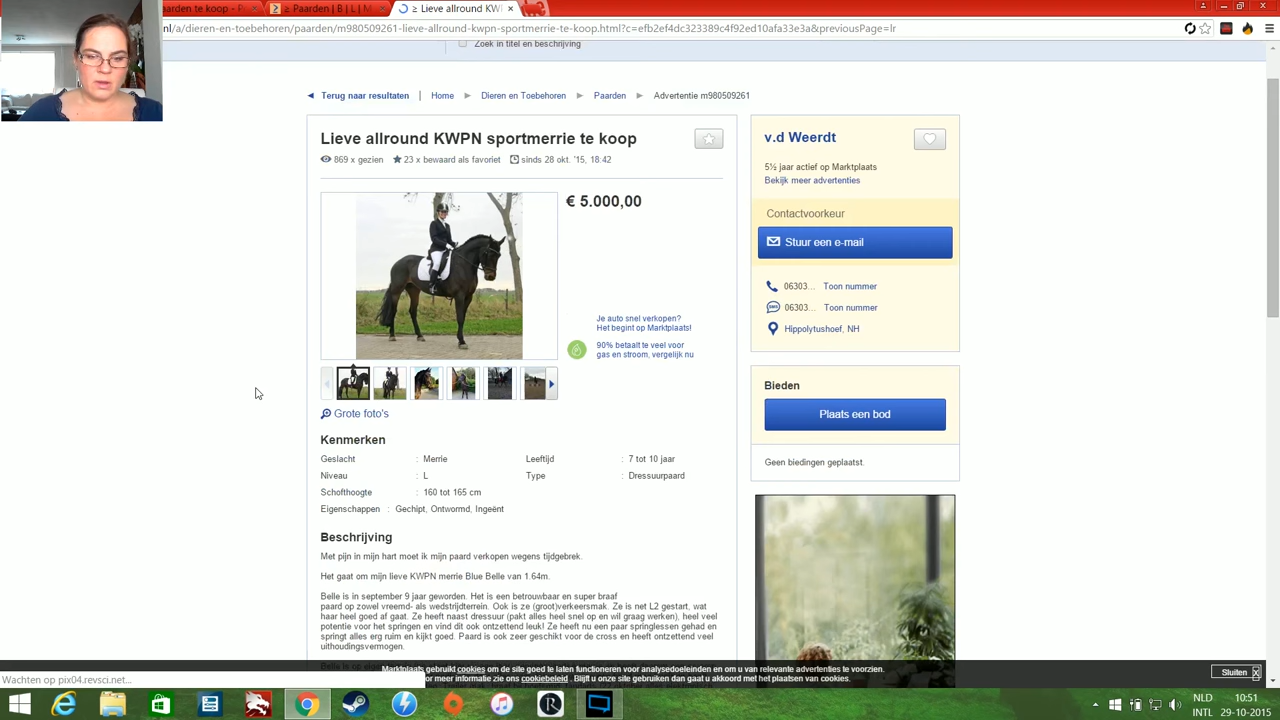 arden te koop - P
≥ Paarden | B | L | M
≥ Lieve allround KW
nl/a/dieren-en-toebehoren/paarden/m980509261-lieve-allround-kwpn-sportmerrie-te-koop.html?c=efb2ef4dc323389c4f92ed10afa33e3a&previousPage=lr
Zoek in titel en beschrijving
Terug naar resultaten | Home Dieren en Toebehoren Paarden Advertentie m980509261
Lieve allround KWPN sportmerrie te koop
869 x gezien 23 x bewaard als favoriet sinds 28 okt. '15, 18:42
€ 5.000,00
Je auto snel verkopen?
Het begint op Marktplaats!
90% betaalt te veel voor
gas en stroom, vergelijk nu
Grote foto's
Kenmerken
Geslacht : Merrie Leeftijd : 7 tot 10 jaar
Niveau : L Type : Dressuurpaard
Schofthoogte : 160 tot 165 cm
Eigenschappen : Gechipt, Ontwormd, Ingeënt
Beschrijving
Met pijn in mijn hart moet ik mijn paard verkopen wegens tijdgebrek.
Het gaat om mijn lieve KWPN merrie Blue Belle van 1.64m.
Belle is in september 9 jaar geworden. Het is een betrouwbaar en super braaf
paard op zowel vreemd- als wedstrijdterrein. Ook is ze (groot)verkeersmak. Ze is net L2 gestart, wat
haar heel goed af gaat. Ze heeft naast dressuur (pakt alles heel snel op en wil graag werken), heel veel
potentie voor het springen en vind dit ook ontzettend leuk! Ze heeft nu een paar springlessen gehad en
springt alles erg ruim en kijkt goed. Paard is ook zeer geschikt voor de cross en heeft ontzettend veel
uithoudingsvermogen.
v.d Weerdt
5½ jaar actief op Marktplaats
Bekijk meer advertenties
Contactvoorkeur
Stuur een e-mail
06303... Toon nummer
SMS
06303... Toon nummer
Hippolytushoef, NH
Bieden
Plaats een bod
Geen biedingen geplaatst.
Marktplaats gebruikt cookies om de site goed te laten functioneren voor analysedoeleinden en om u van relevante advertenties te voorzien.
or meer informatie zie ons cookiebeleid . Blijft u onze site gebruiken dan gaat u akkoord met het plaatsen van cookies.
Sluiten X
Wachten op pix04.revsci.net...
NLD 10:51
INTL 29-10-2015